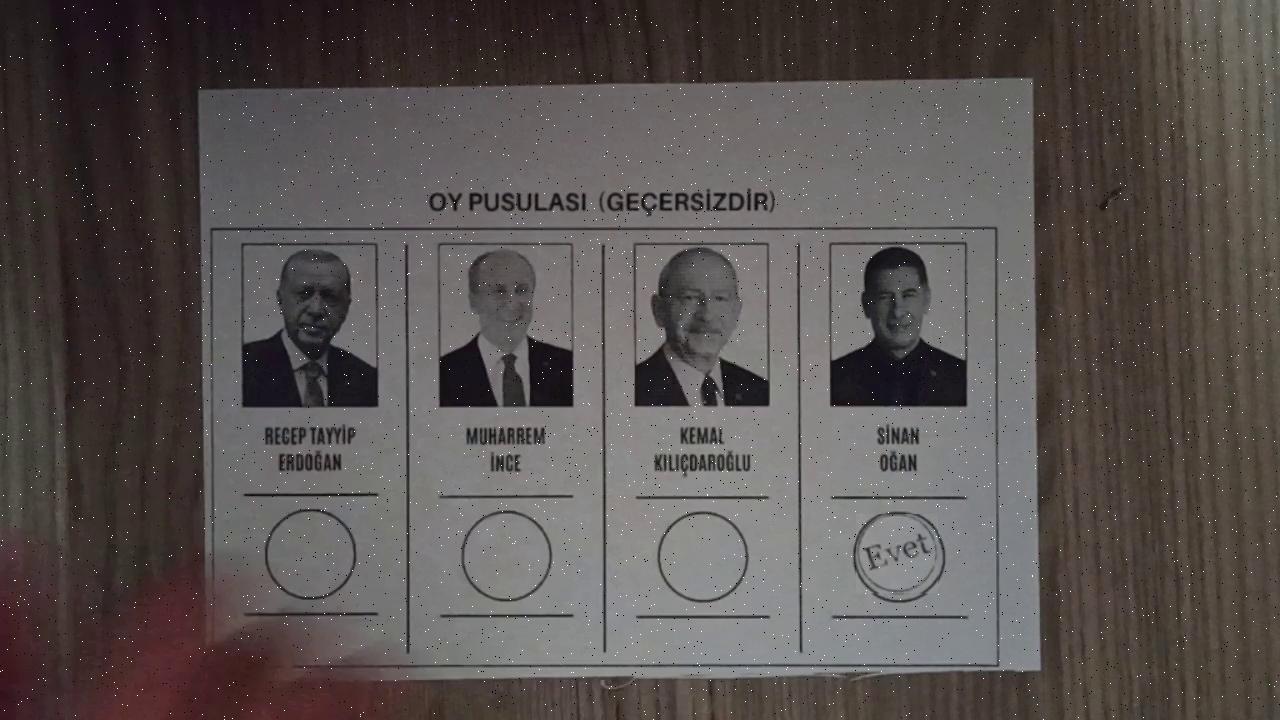 OY PUSULASI (GEÇERSİZDİR)
RECEP TAYYİP
ERDOĞAN
MUHARREM
İNCE
KEMAL
KILIÇDAROĞLU
SİNAN
OĞAN
Evet